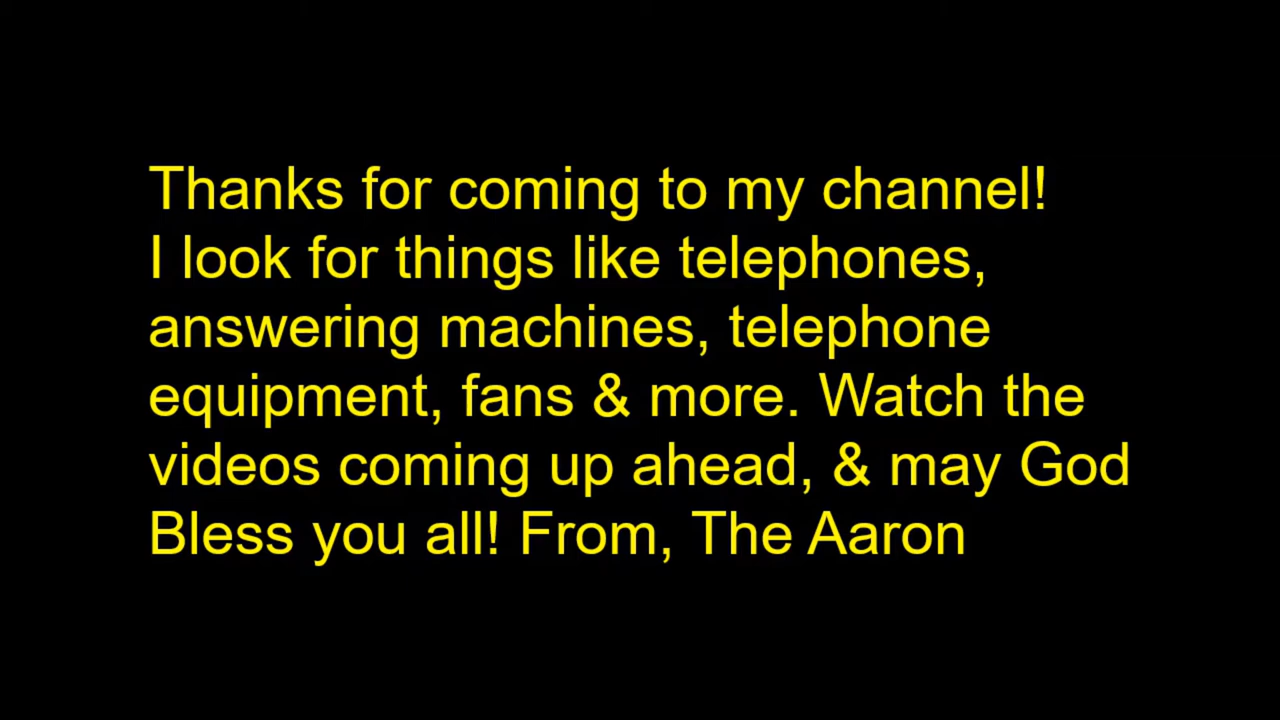 Thanks for coming to my channel!
I look for things like telephones,
answering machines, telephone
equipment, fans & more. Watch the
videos coming up ahead, & may God
Bless you all! From, The Aaron